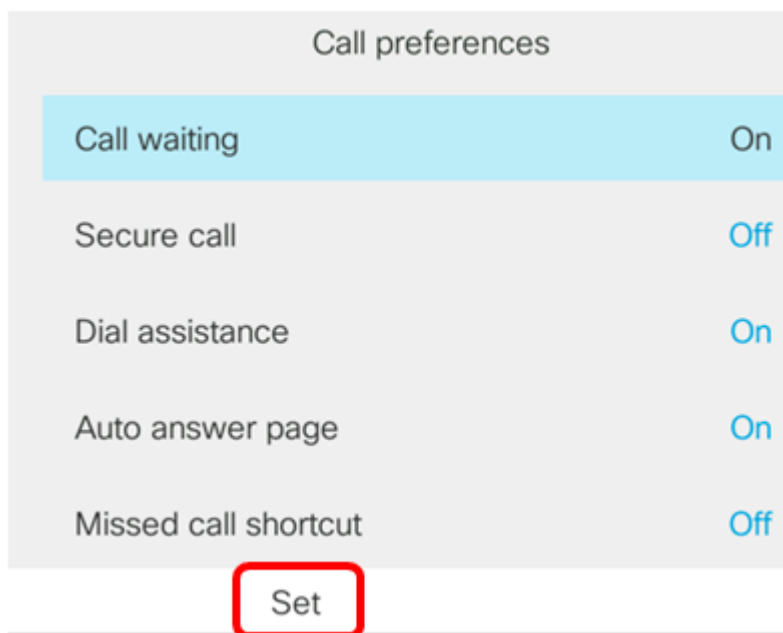 Call preferences
Call waiting On
Secure call Off
Dial assistance On
Auto answer page On
Missed call shortcut Off
Set